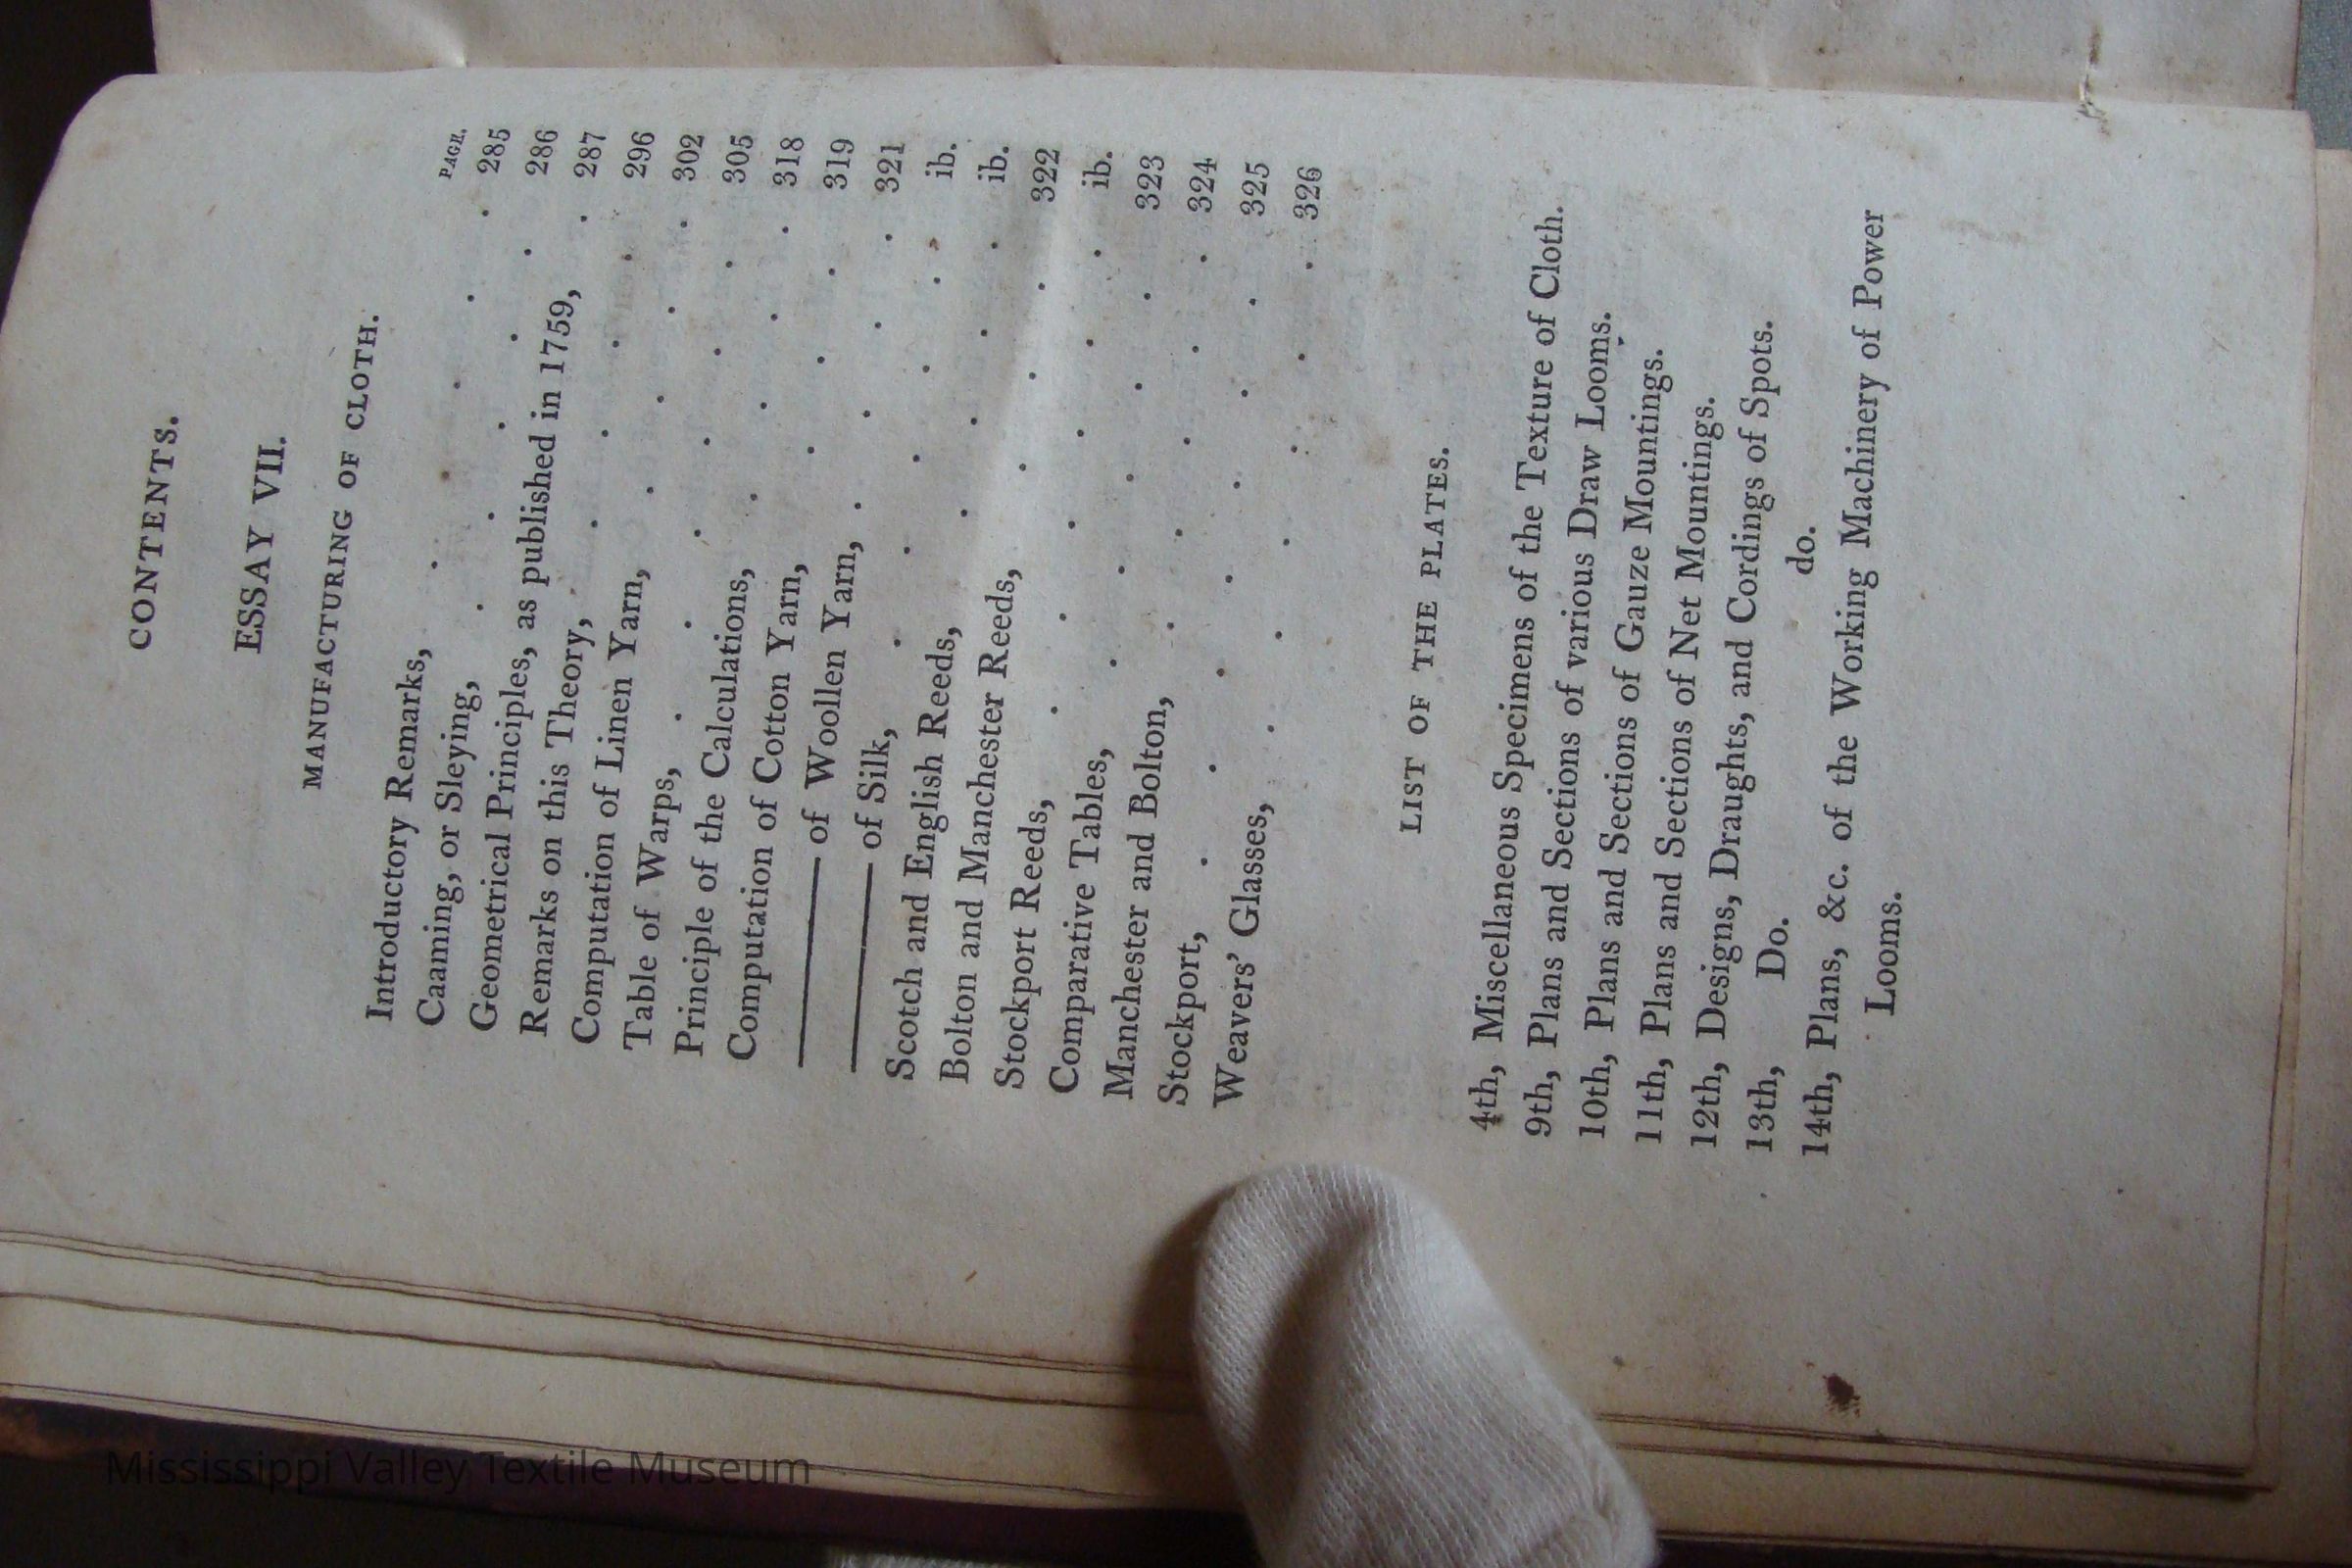 CONTENTS.
ESSAY VII.
MANUFACTURING OF CLOTH.
PAGE.
Introductory Remarks, . . . . . 285
Caaming, or Sleying, . . . . . 286
Geometrical Principles, as published in 1759, . 287
Remarks on this Theory, . . . . 296
Computation of Linen Yarn, . . . . 302
Table of Warps, . . . . . . 305
Principle of the Calculations, . . . . 318
Computation of Cotton Yarn, . . . . 319
——— of Woollen Yarn, . . . . 321
——— of Silk, . . . . . ib.
Scotch and English Reeds, . . . . ib.
Bolton and Manchester Reeds, . . . 322
Stockport Reeds, . . . . . . ib.
Comparative Tables, . . . . . 323
Manchester and Bolton, . . . . . 324
Stockport, . . . . . . . 325
Weavers' Glasses, . . . . . . 326
LIST OF THE PLATES.
4th, Miscellaneous Specimens of the Texture of Cloth.
9th, Plans and Sections of various Draw Looms.
10th, Plans and Sections of Gauze Mountings.
11th, Plans and Sections of Net Mountings.
12th, Designs, Draughts, and Cordings of Spots.
13th, Do. do.
14th, Plans, &c. of the Working Machinery of Power
Looms.
Mississippi Valley Textile Museum